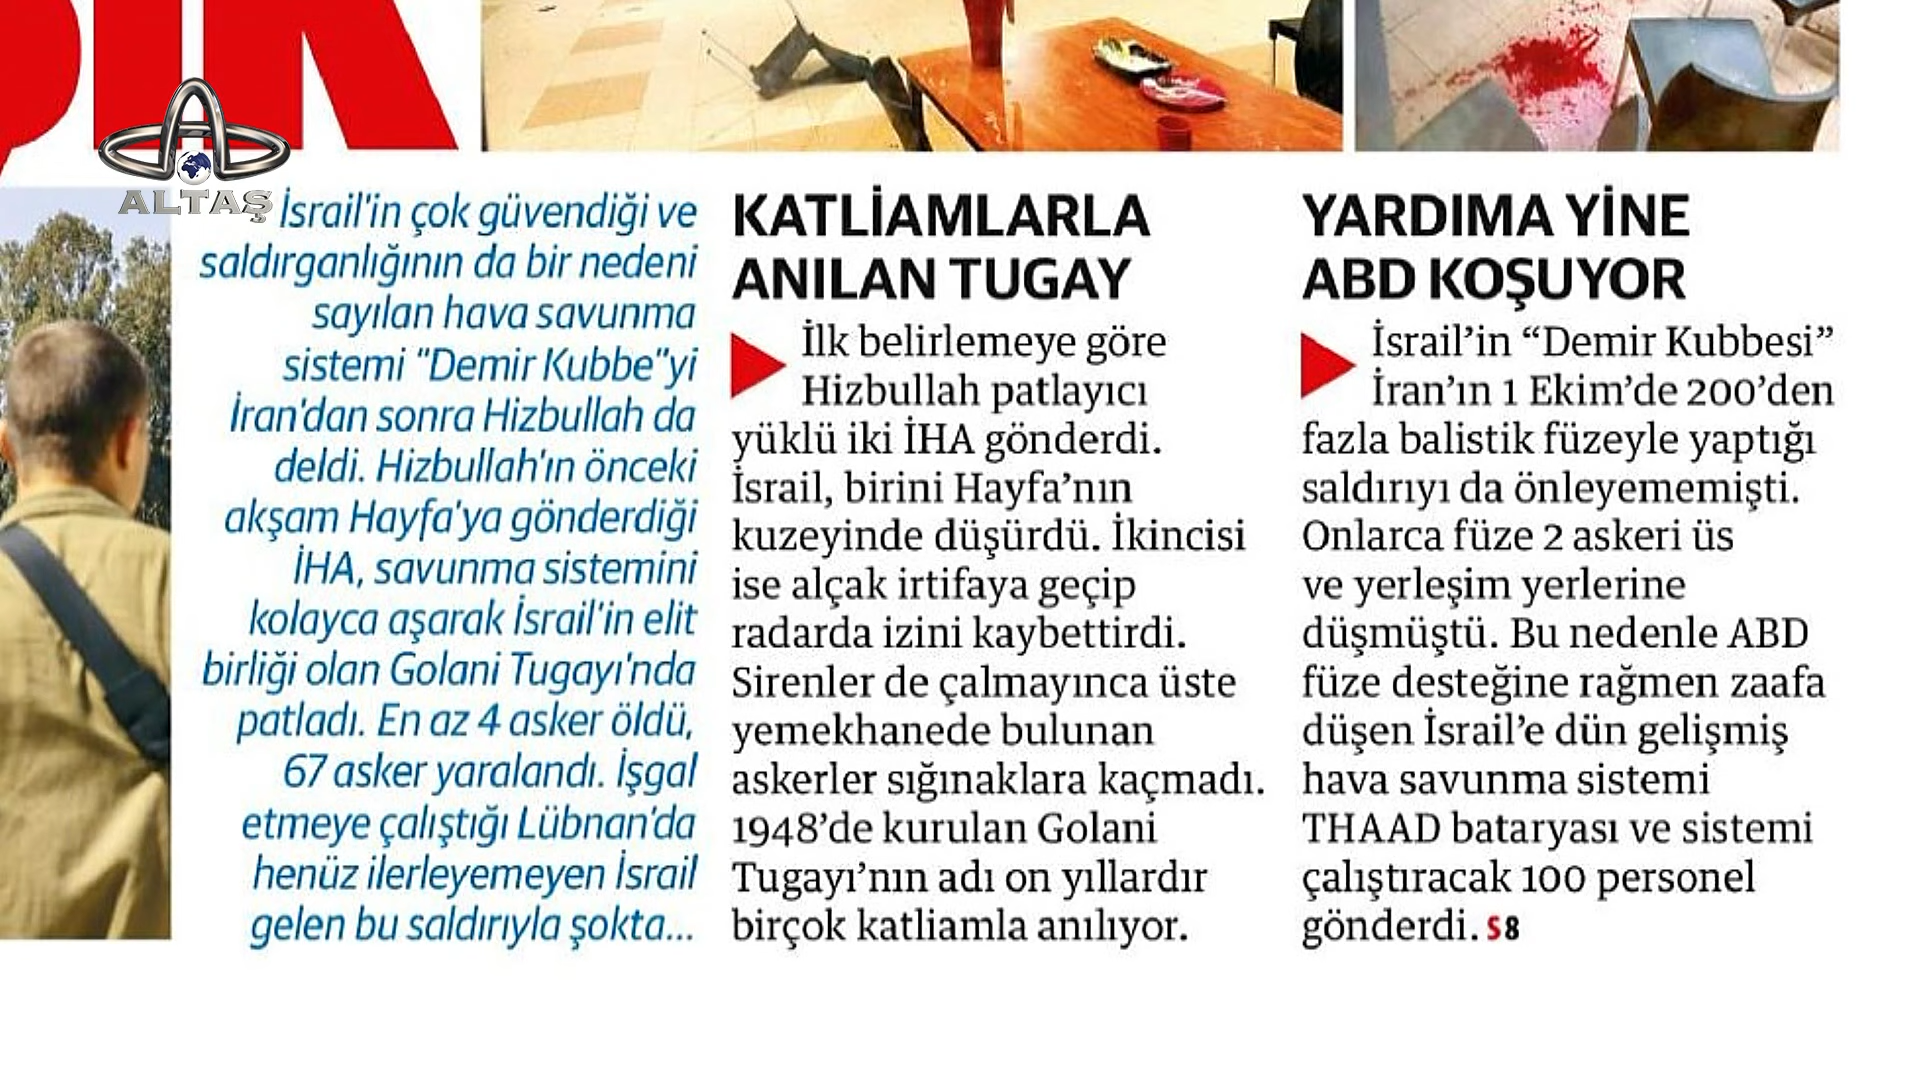 ALTAŞ
İsrail'in çok güvendiği ve
saldırganlığının da bir nedeni
sayılan hava savunma
sistemi "Demir Kubbe"yi
İran'dan sonra Hizbullah da
deldi. Hizbullah'ın önceki
akşam Hayfa'ya gönderdiği
İHA, savunma sistemini
kolayca aşarak İsrail'in elit
birliği olan Golani Tugayı'nda
patladı. En az 4 asker öldü,
67 asker yaralandı. İşgal
etmeye çalıştığı Lübnan'da
henüz ilerleyemeyen İsrail
gelen bu saldırıyla şokta...
KATLİAMLARLA
ANILAN TUGAY
İlk belirlemeye göre
Hizbullah patlayıcı
yüklü iki İHA gönderdi.
İsrail, birini Hayfa’nın
kuzeyinde düşürdü. İkincisi
ise alçak irtifaya geçip
radarda izini kaybettirdi.
Sirenler de çalmayınca üste
yemekhanede bulunan
askerler sığınaklara kaçmadı.
1948’de kurulan Golani
Tugayı’nın adı on yıllardır
birçok katliamla anılıyor.
YARDIMA YİNE
ABD KOŞUYOR
İsrail’in “Demir Kubbesi”
İran’ın 1 Ekim’de 200’den
fazla balistik füzeyle yaptığı
saldırıyı da önleyememişti.
Onlarca füze 2 askeri üs
ve yerleşim yerlerine
düşmüştü. Bu nedenle ABD
füze desteğine rağmen zaafa
düşen İsrail’e dün gelişmiş
hava savunma sistemi
THAAD bataryası ve sistemi
çalıştıracak 100 personel
gönderdi. S8